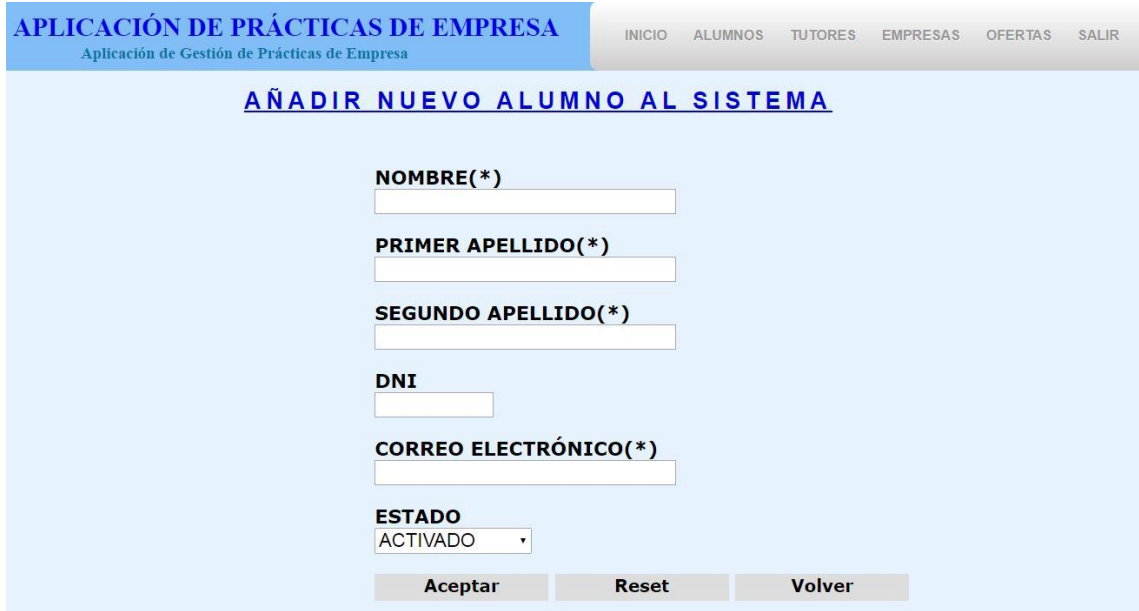 APLICACIÓN DE PRÁCTICAS DE EMPRESA
Aplicación de Gestión de Prácticas de Empresa
INICIO ALUMNOS TUTORES EMPRESAS OFERTAS SALIR
AÑADIR NUEVO ALUMNO AL SISTEMA
NOMBRE(*)
PRIMER APELLIDO(*)
SEGUNDO APELLIDO(*)
DNI
CORREO ELECTRÓNICO(*)
ESTADO
ACTIVADO
Aceptar Reset Volver